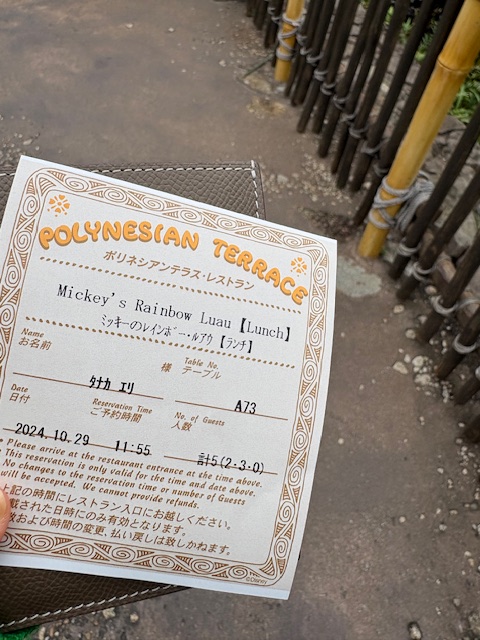 POLYNESIAN TERRACE
ポリネシアンテラス・レストラン
Mickey's Rainbow Luau【Lunch】
ミッキーのレインボー・ルアウ【ランチ】
Name
お名前
タナカ エリ
様
Table No.
テーブル
A73
Date
日付
2024.10.29
Reservation Time
ご予約時間
11:55
No. of Guests
人数
計5(2・3・0)
• Please arrive at the restaurant entrance at the time above.
• This reservation is only valid for the time and date above.
No changes to the reservation time or number of Guests
will be accepted. We cannot provide refunds.
上記の時間にレストラン入口にお越しください。
載された日時にのみ有効となります。
および時間の変更、払い戻しは致しかねます。
©Disney